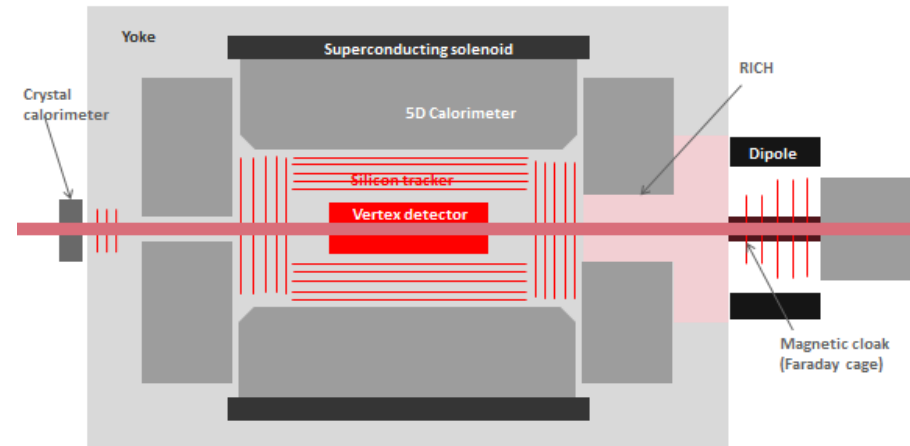 Yoke
Superconducting solenoid
RICH
Crystal
calorimeter
5D Calorimeter
Dipole
Silicon tracker
Vertex detector
Magnetic cloak
(Faraday cage)